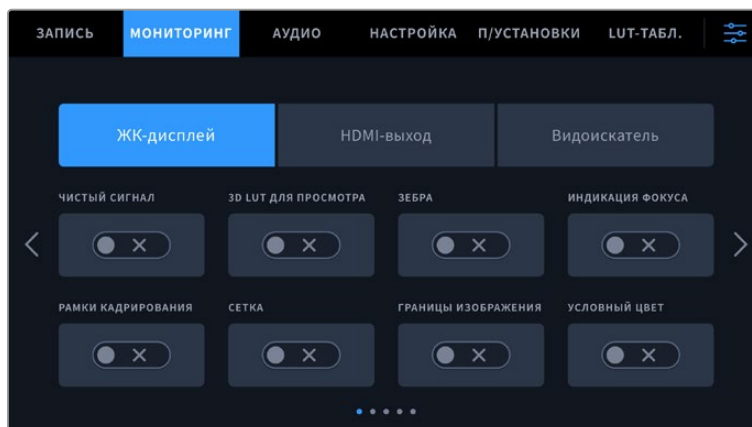 ЗАПИСЬ МОНИТОРИНГ АУДИО НАСТРОЙКА П/УСТАНОВКИ LUT-ТАБЛ.
ЖК-дисплей HDMI-выход Видоискатель
ЧИСТЫЙ СИГНАЛ 3D LUT ДЛЯ ПРОСМОТРА ЗЕБРА ИНДИКАЦИЯ ФОКУСА
РАМКИ КАДРИРОВАНИЯ СЕТКА ГРАНИЦЫ ИЗОБРАЖЕНИЯ УСЛОВНЫЙ ЦВЕТ